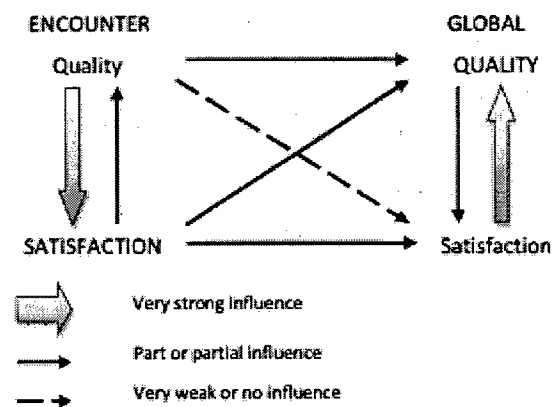 ENCOUNTER GLOBAL
Quality QUALITY
SATISFACTION Satisfaction
Very strong influence
Part or partial influence
Very weak or no influence